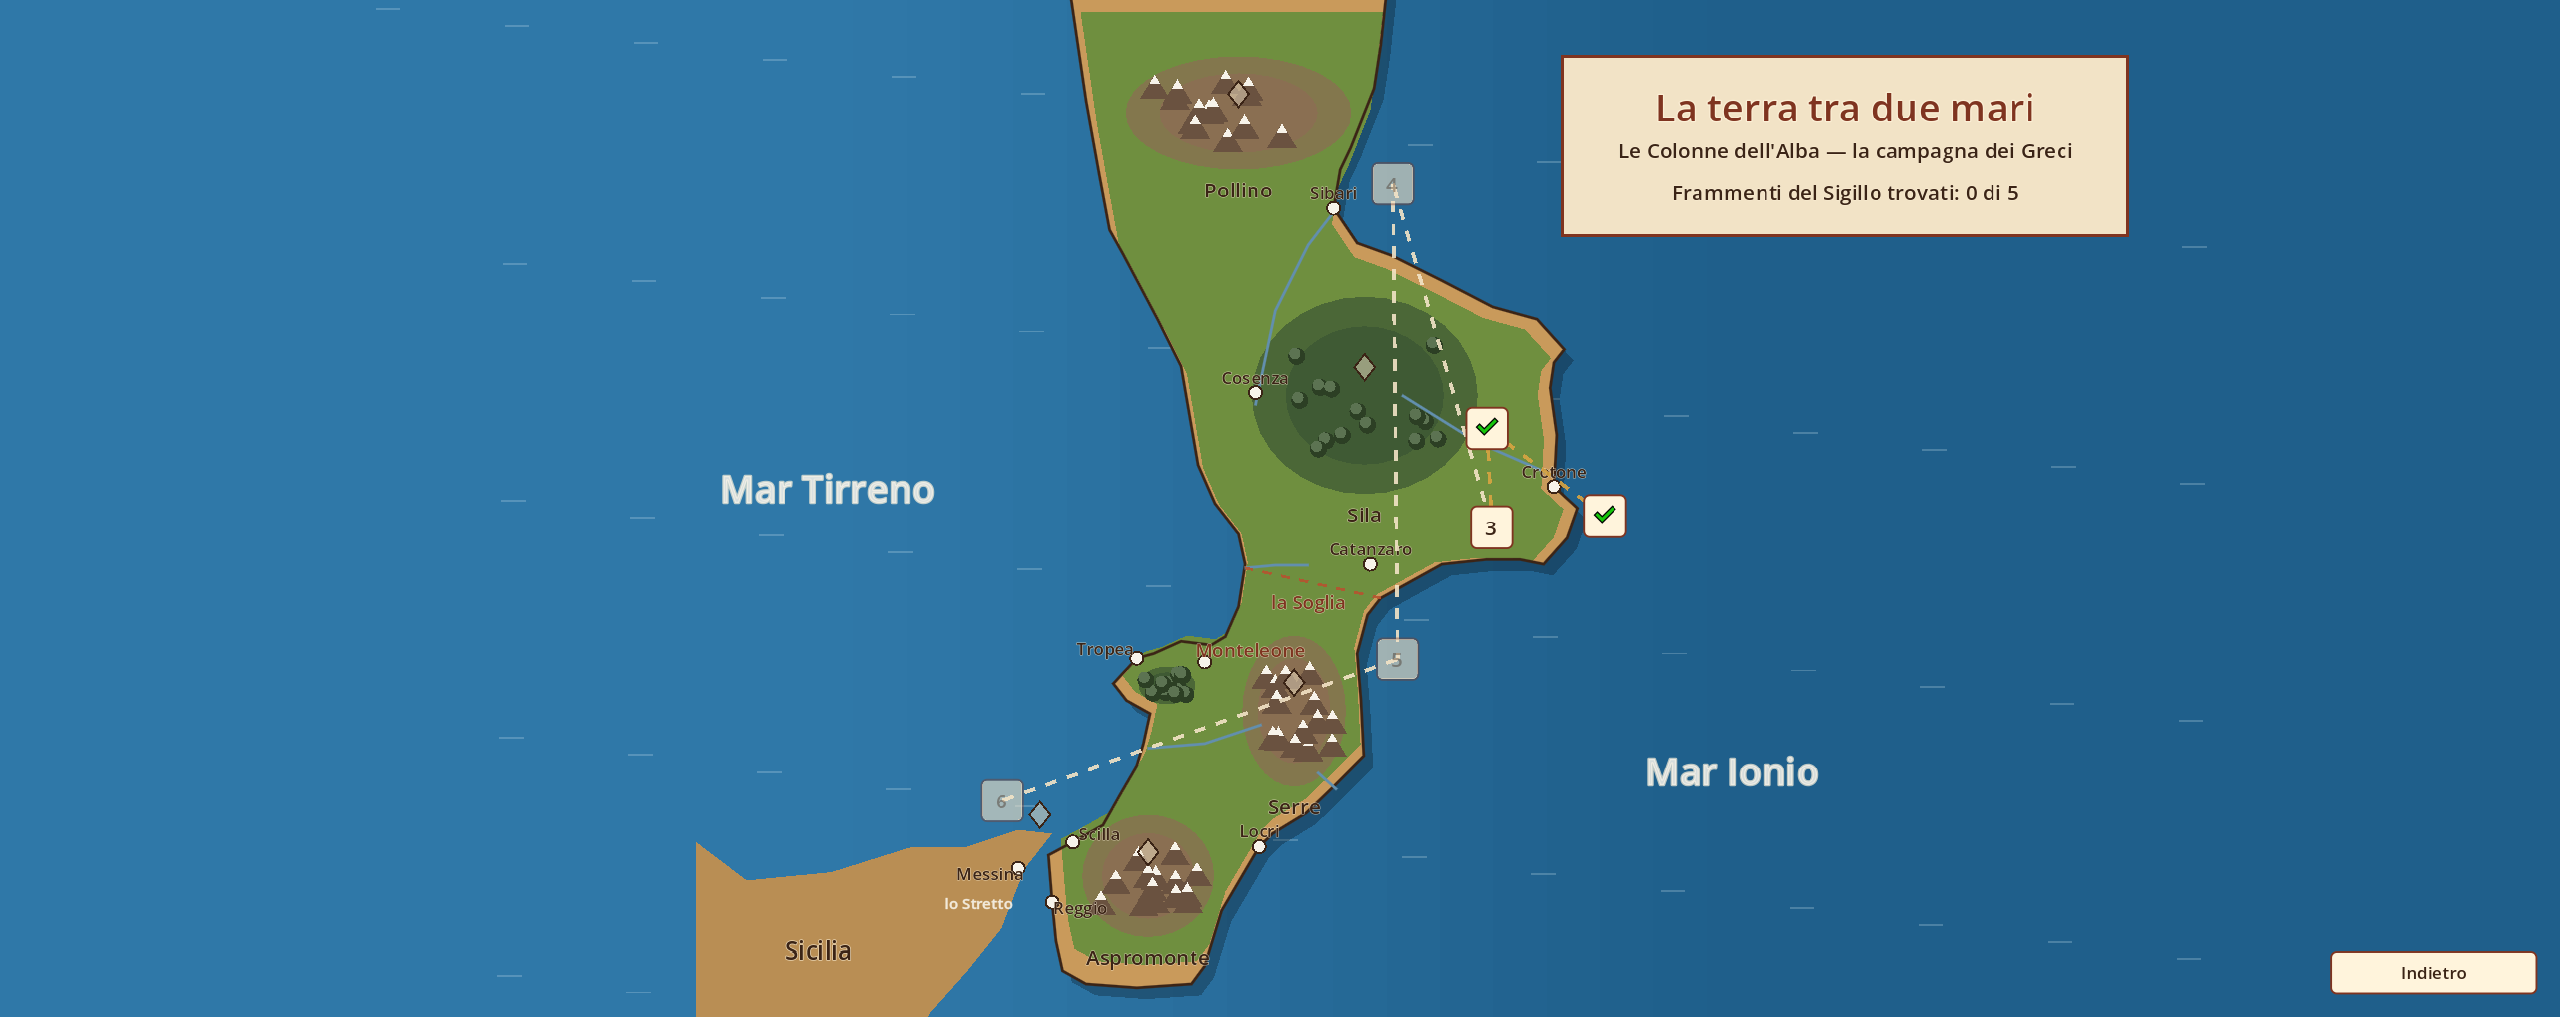 La terra tra due mari
Le Colonne dell'Alba — la campagna dei Greci
Frammenti del Sigillo trovati: 0 di 5
Pollino
Sibari
4
Cosenza
Crotone
Mar Tirreno
Sila
3
Catanzaro
la Soglia
Tropea
Monteleone
5
Mar Ionio
6
Serre
Scilla
Locri
Messina
lo Stretto
Reggio
Sicilia
Aspromonte
Indietro